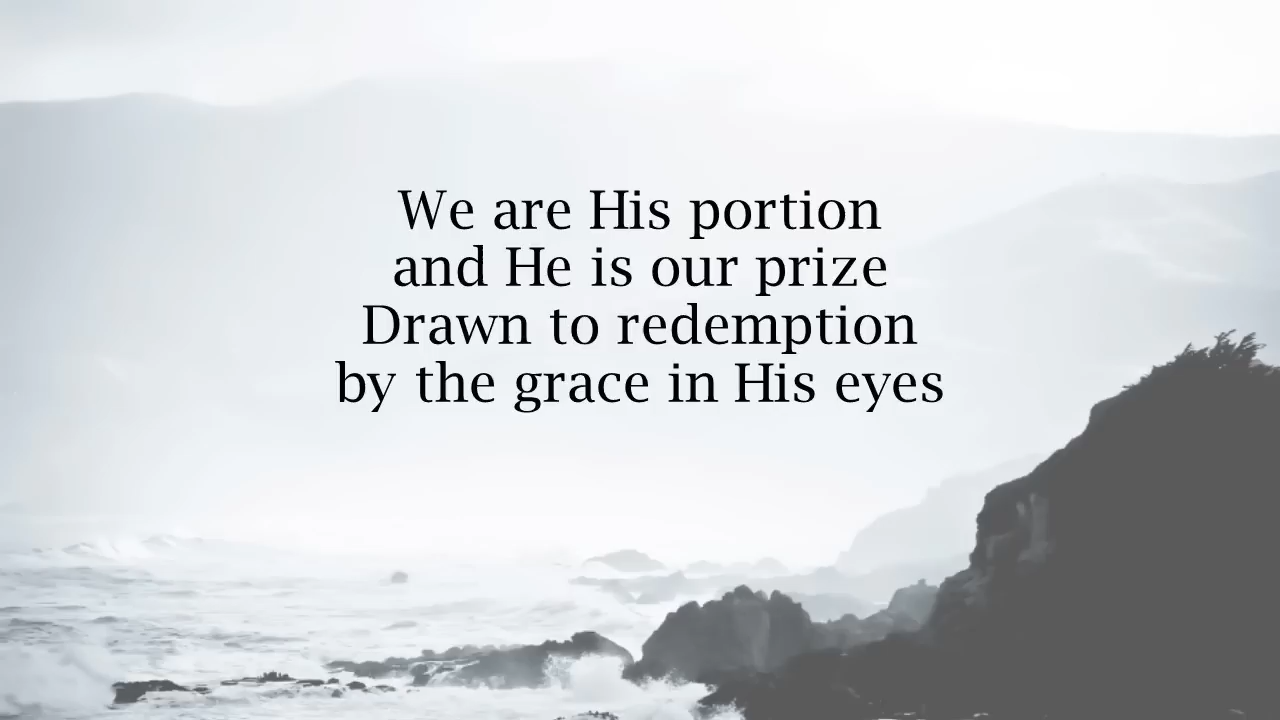 We are His portion
and He is our prize
Drawn to redemption
by the grace in His eyes